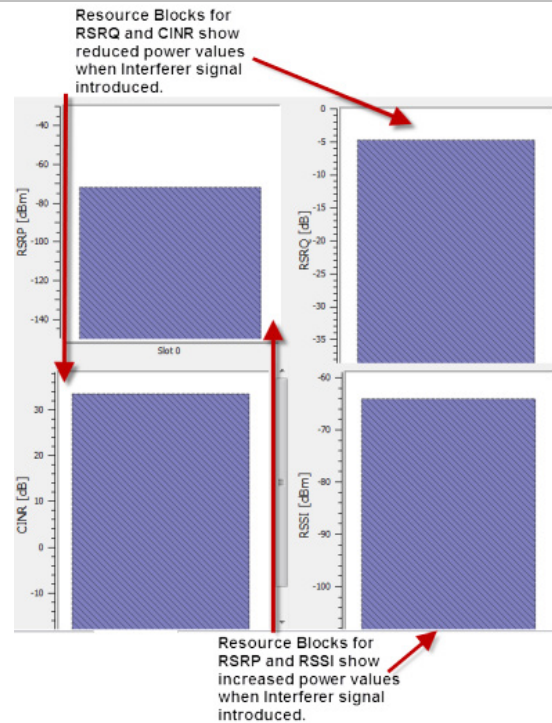 Resource Blocks for
RSRQ and CINR show
reduced power values
when Interferer signal
introduced.
RSRP [dBm]
-40
-60
-80
-100
-120
-140
Slot 0
RSRQ [dB]
0
-5
-10
-15
-20
-25
-30
-35
CINR [dB]
30
20
10
0
-10
RSSI [dBm]
-60
-70
-80
-90
-100
Resource Blocks for
RSRP and RSSI show
increased power values
when Interferer signal
introduced.